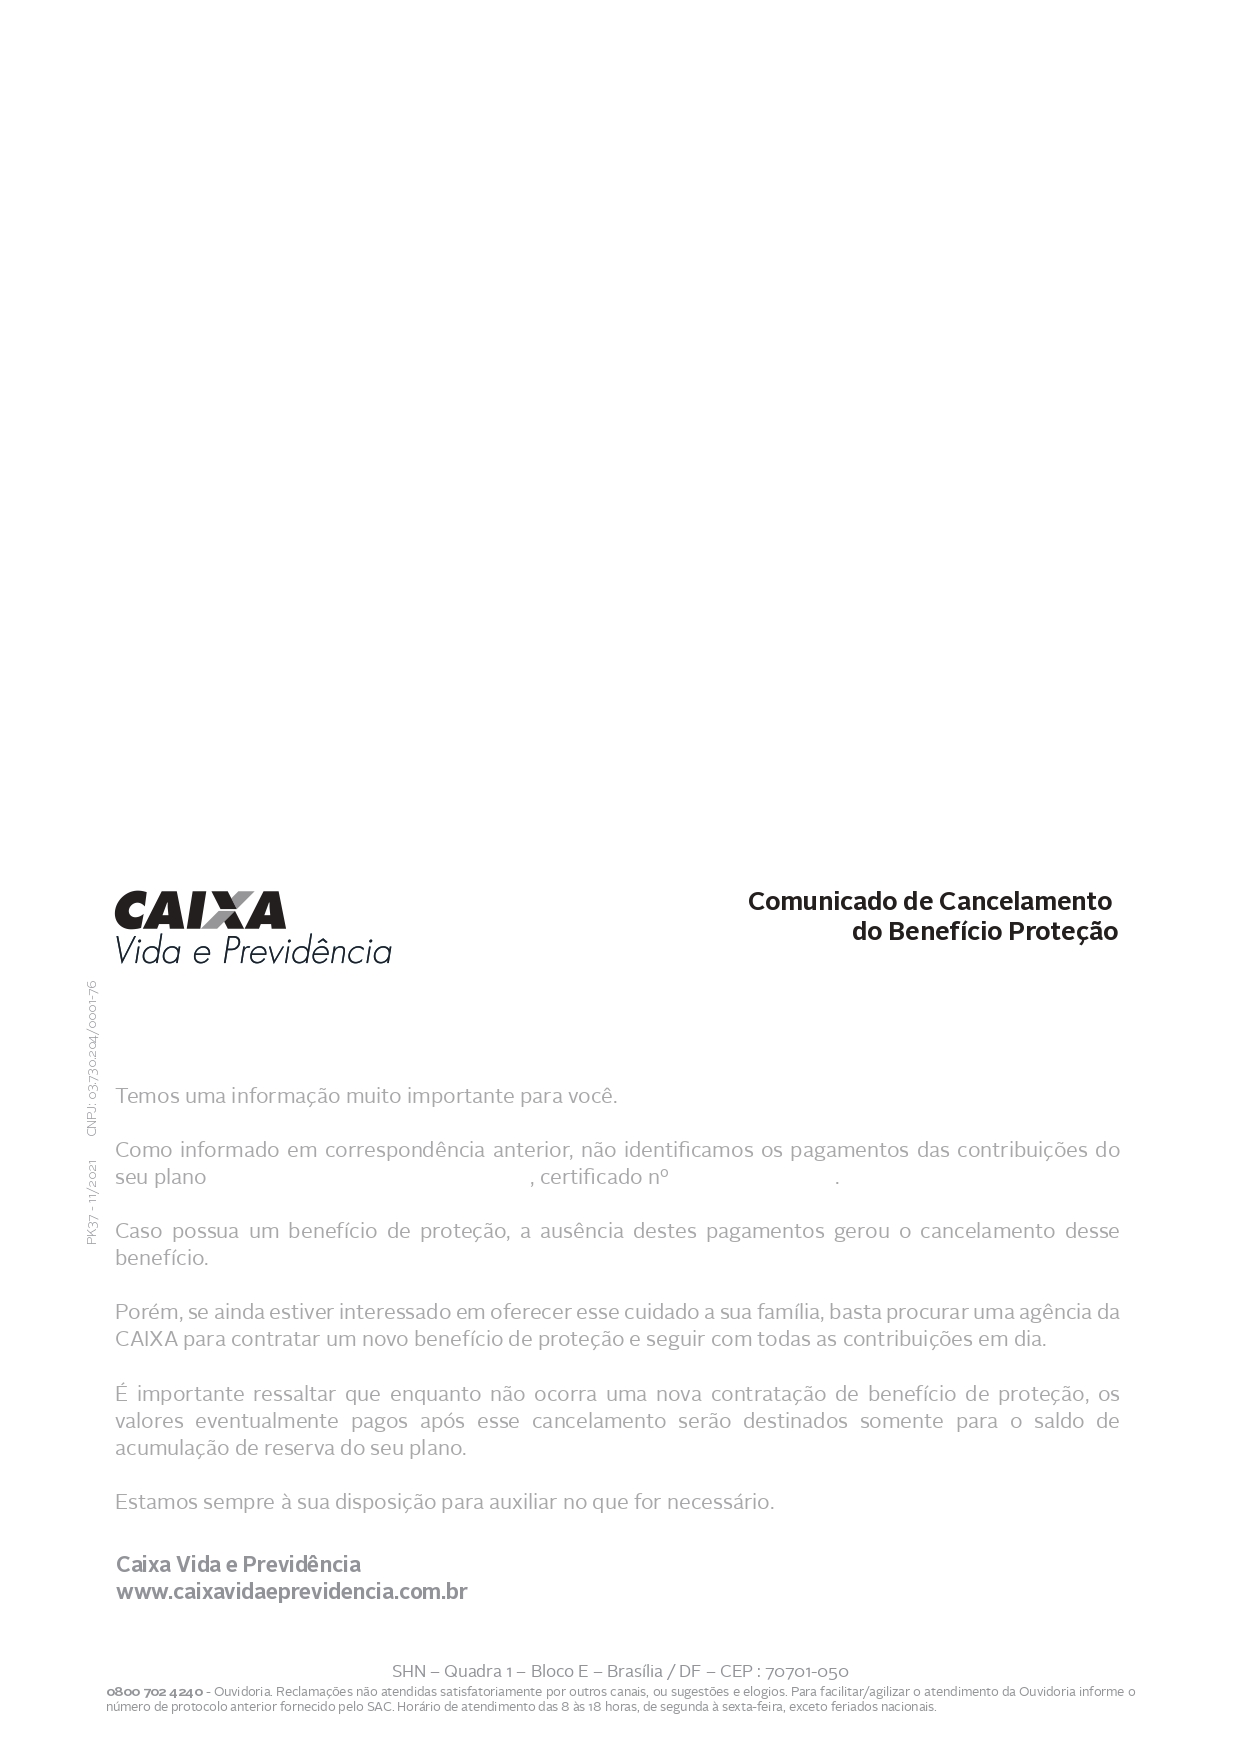 CAIXA
Vida e Previdência
Comunicado de Cancelamento
do Benefício Proteção
PK37 - 11/2021 CNPJ: 03.730.204/0001-76
Temos uma informação muito importante para você.
Como informado em correspondência anterior, não identificamos os pagamentos das contribuições do
seu plano , certificado nº .
Caso possua um benefício de proteção, a ausência destes pagamentos gerou o cancelamento desse
benefício.
Porém, se ainda estiver interessado em oferecer esse cuidado a sua família, basta procurar uma agência da
CAIXA para contratar um novo benefício de proteção e seguir com todas as contribuições em dia.
É importante ressaltar que enquanto não ocorra uma nova contratação de benefício de proteção, os
valores eventualmente pagos após esse cancelamento serão destinados somente para o saldo de
acumulação de reserva do seu plano.
Estamos sempre à sua disposição para auxiliar no que for necessário.
Caixa Vida e Previdência
www.caixavidaeprevidencia.com.br
SHN – Quadra 1 – Bloco E – Brasília / DF – CEP : 70701-050
0800 702 4240 - Ouvidoria. Reclamações não atendidas satisfatoriamente por outros canais, ou sugestões e elogios. Para facilitar/agilizar o atendimento da Ouvidoria informe o
número de protocolo anterior fornecido pelo SAC. Horário de atendimento das 8 às 18 horas, de segunda à sexta-feira, exceto feriados nacionais.